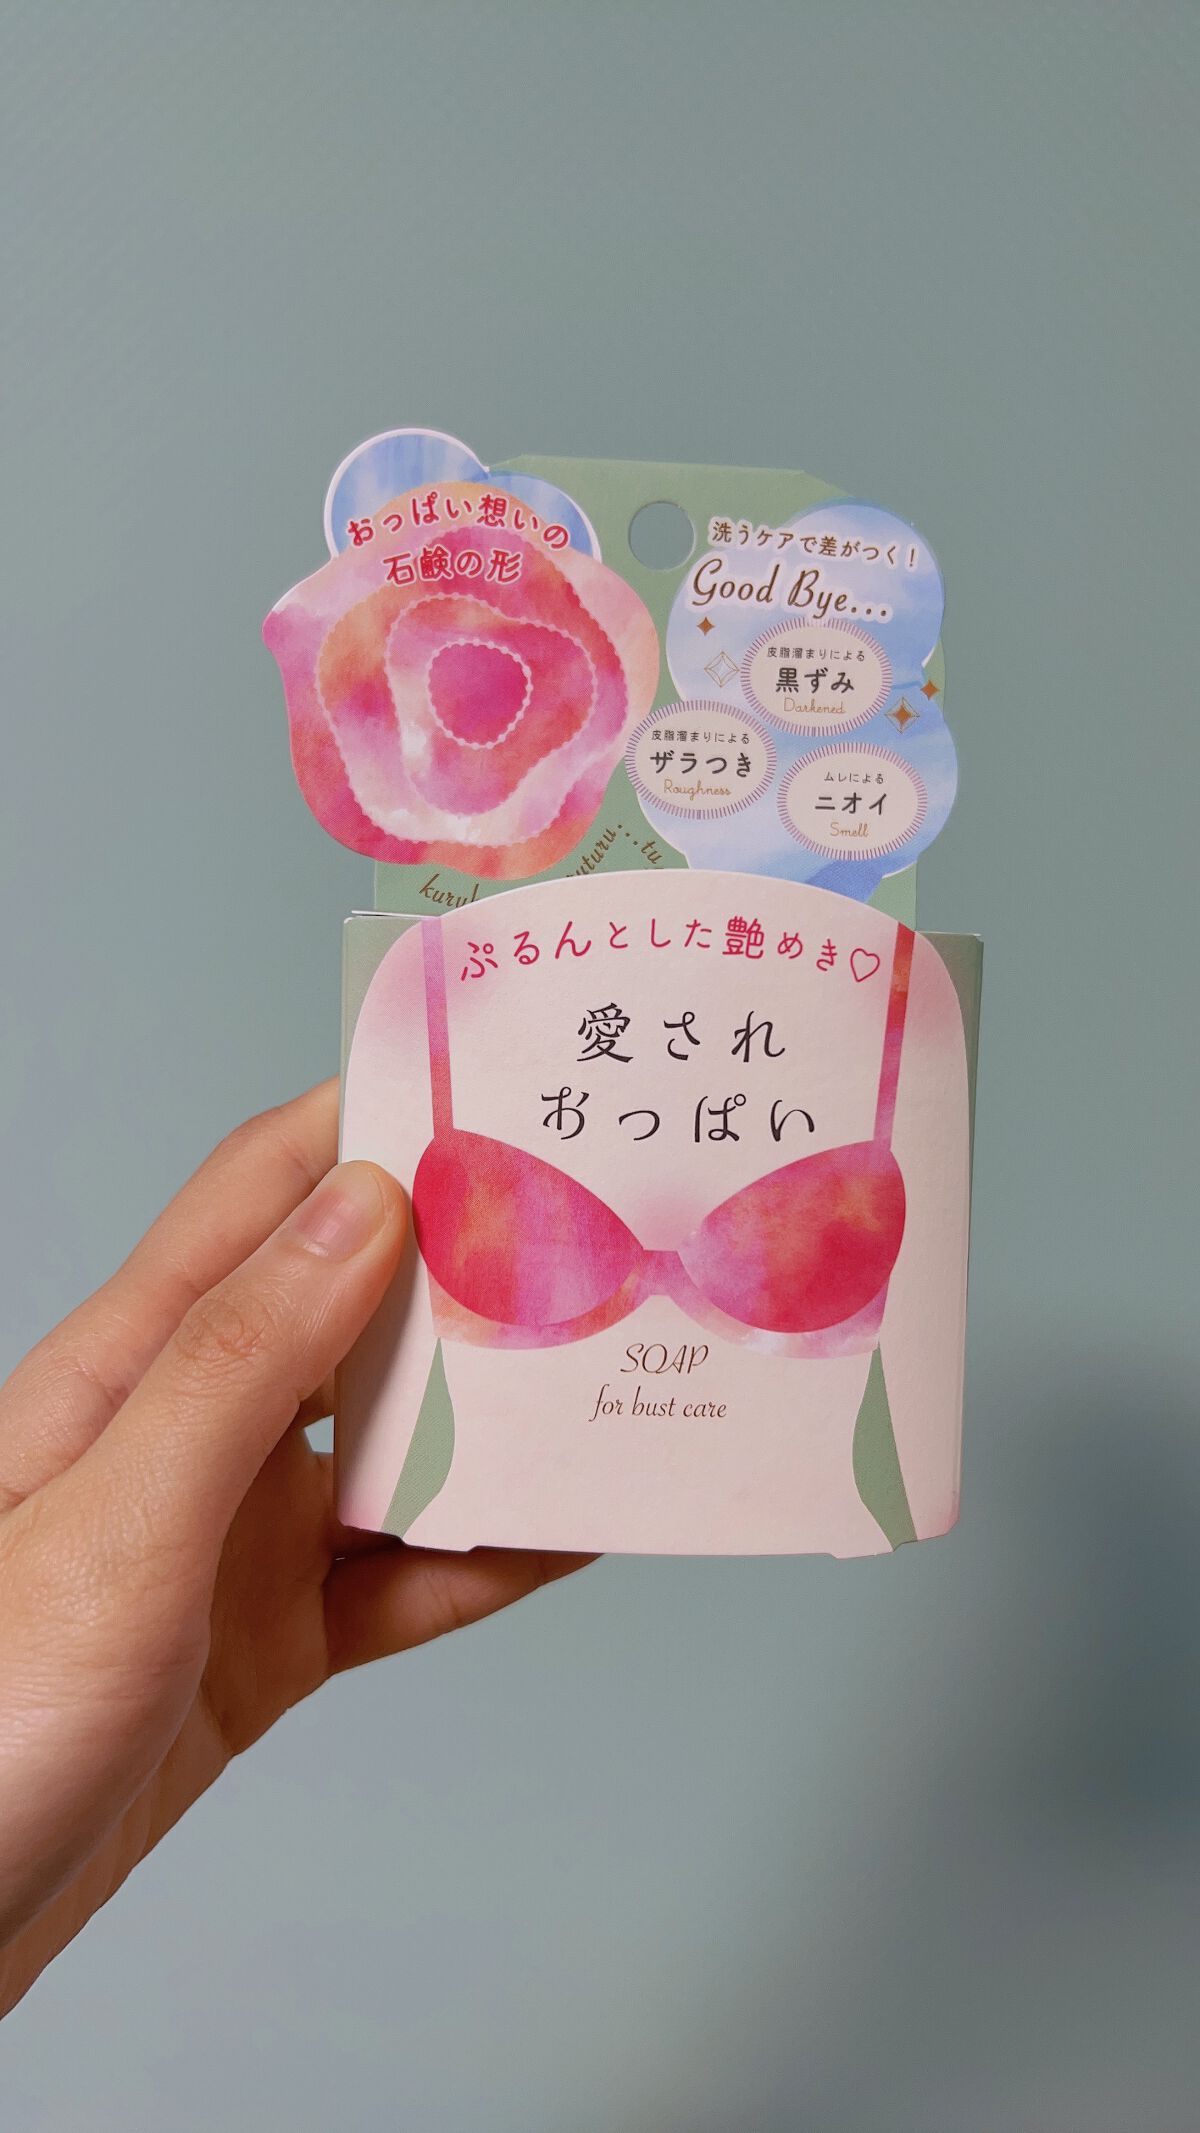 おっぱい想いの
石鹸の形
洗うケアで差がつく!
Good Bye...
皮脂溜まりによる
黒ずみ
Darkened
皮脂溜まりによる
ザラつき
Roughness
ムレによる
ニオイ
Smell
ぷるんとした艶めき♡
愛され
おっぱい
SOAP
for bust care